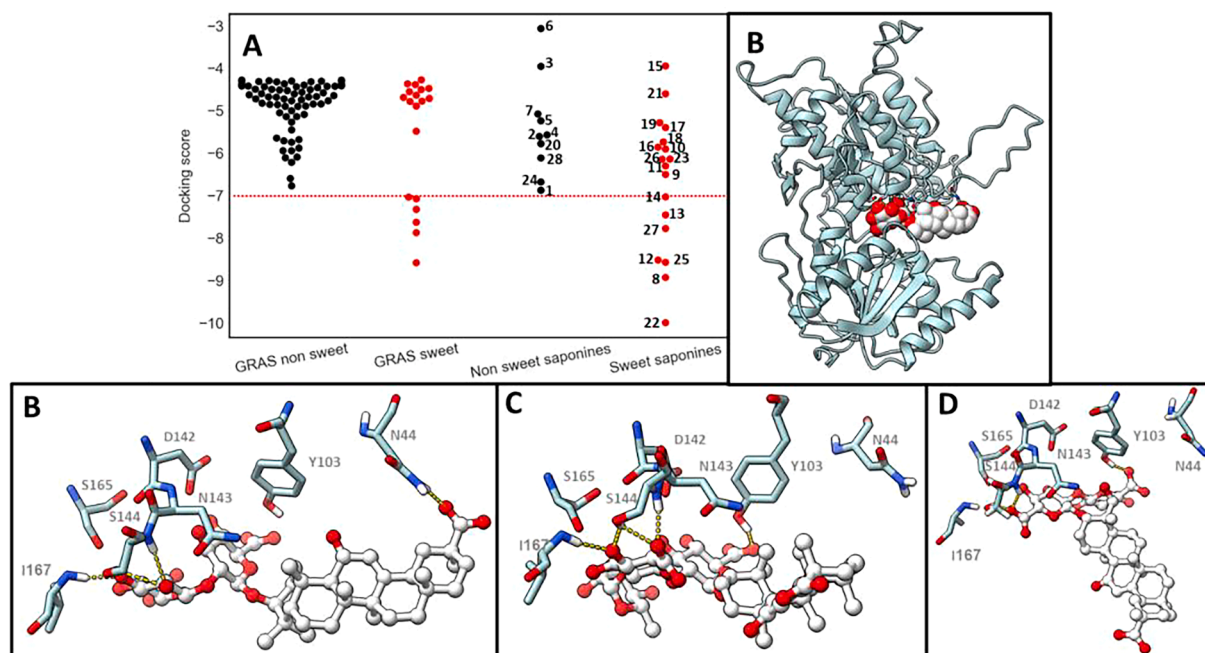 A
Docking score
−3
−4
−5
−6
−7
−8
−9
−10
6
3
7
5
2 4
20
28
24
1
15
21
19 17
18
16 10
26 23
11
9
14
13
27
12 25
8
22
GRAS non sweet
GRAS sweet
Non sweet saponines
Sweet saponines
B
B
D142
Y103
N44
S165
N143
S144
I167
C
D142
N143
Y103
N44
S165
S144
I167
D
D142
Y103
S165
N143
N44
S144
I167